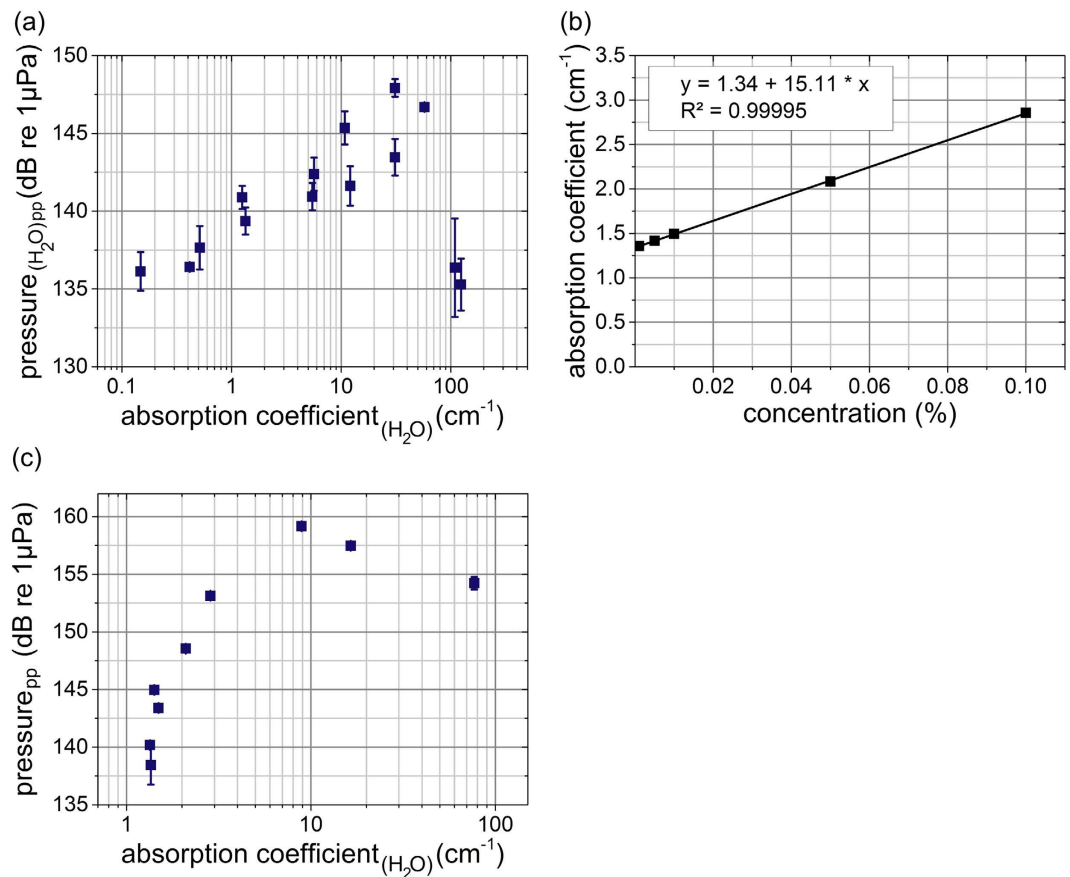 (a)
pressure(H₂O)pp (dB re 1µPa)
150
145
140
135
130
0.1 1 10 100
absorption coefficient(H₂O) (cm⁻¹)
(b)
absorption coefficient (cm⁻¹)
3.5
3.0
2.5
2.0
1.5
1.0
0.5
0.0
y = 1.34 + 15.11 * x
R² = 0.99995
0.02 0.04 0.06 0.08 0.10
concentration (%)
(c)
pressurepp (dB re 1µPa)
160
155
150
145
140
135
1 10 100
absorption coefficient(H₂O) (cm⁻¹)